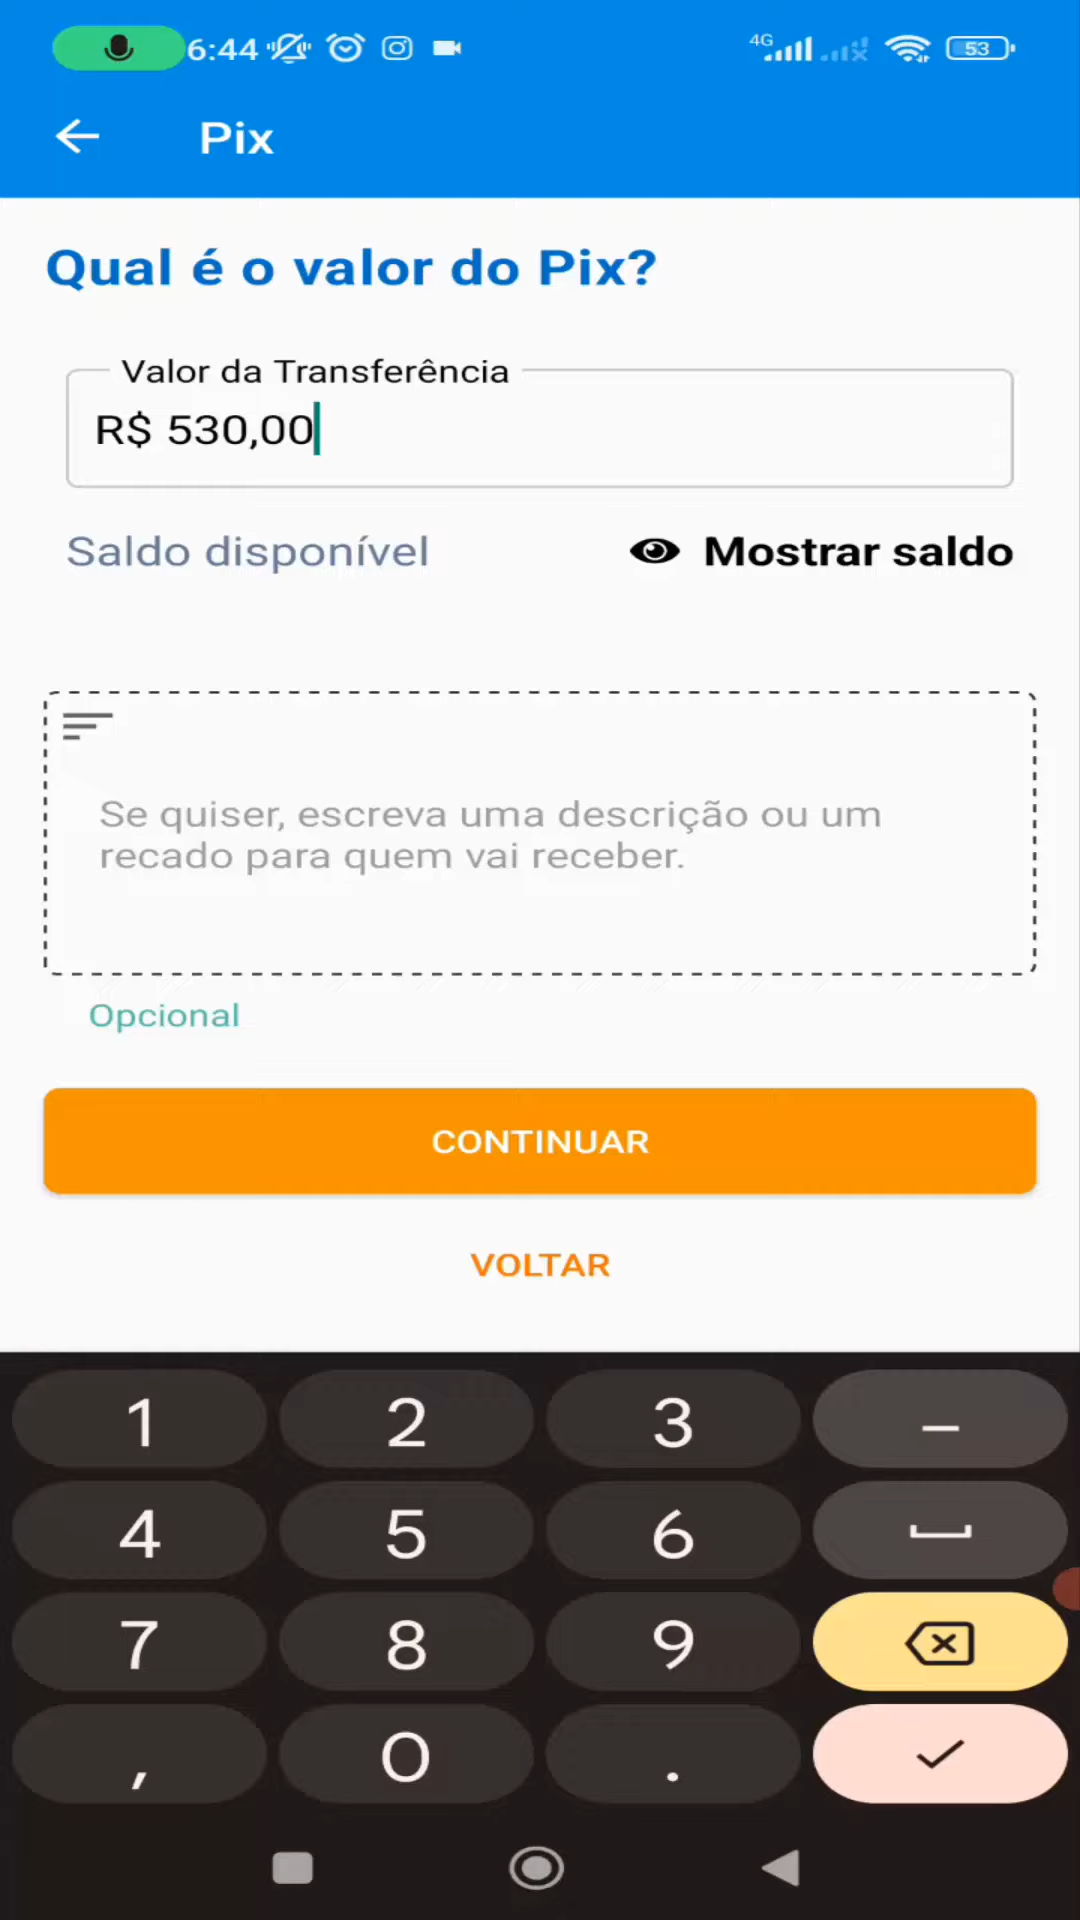 6:44
4G
53
Pix
Qual é o valor do Pix?
Valor da Transferência
R$ 530,00
Saldo disponível
Mostrar saldo
Se quiser, escreva uma descrição ou um
recado para quem vai receber.
Opcional
CONTINUAR
VOLTAR
1 2 3 –
4 5 6
7 8 9
, 0 .